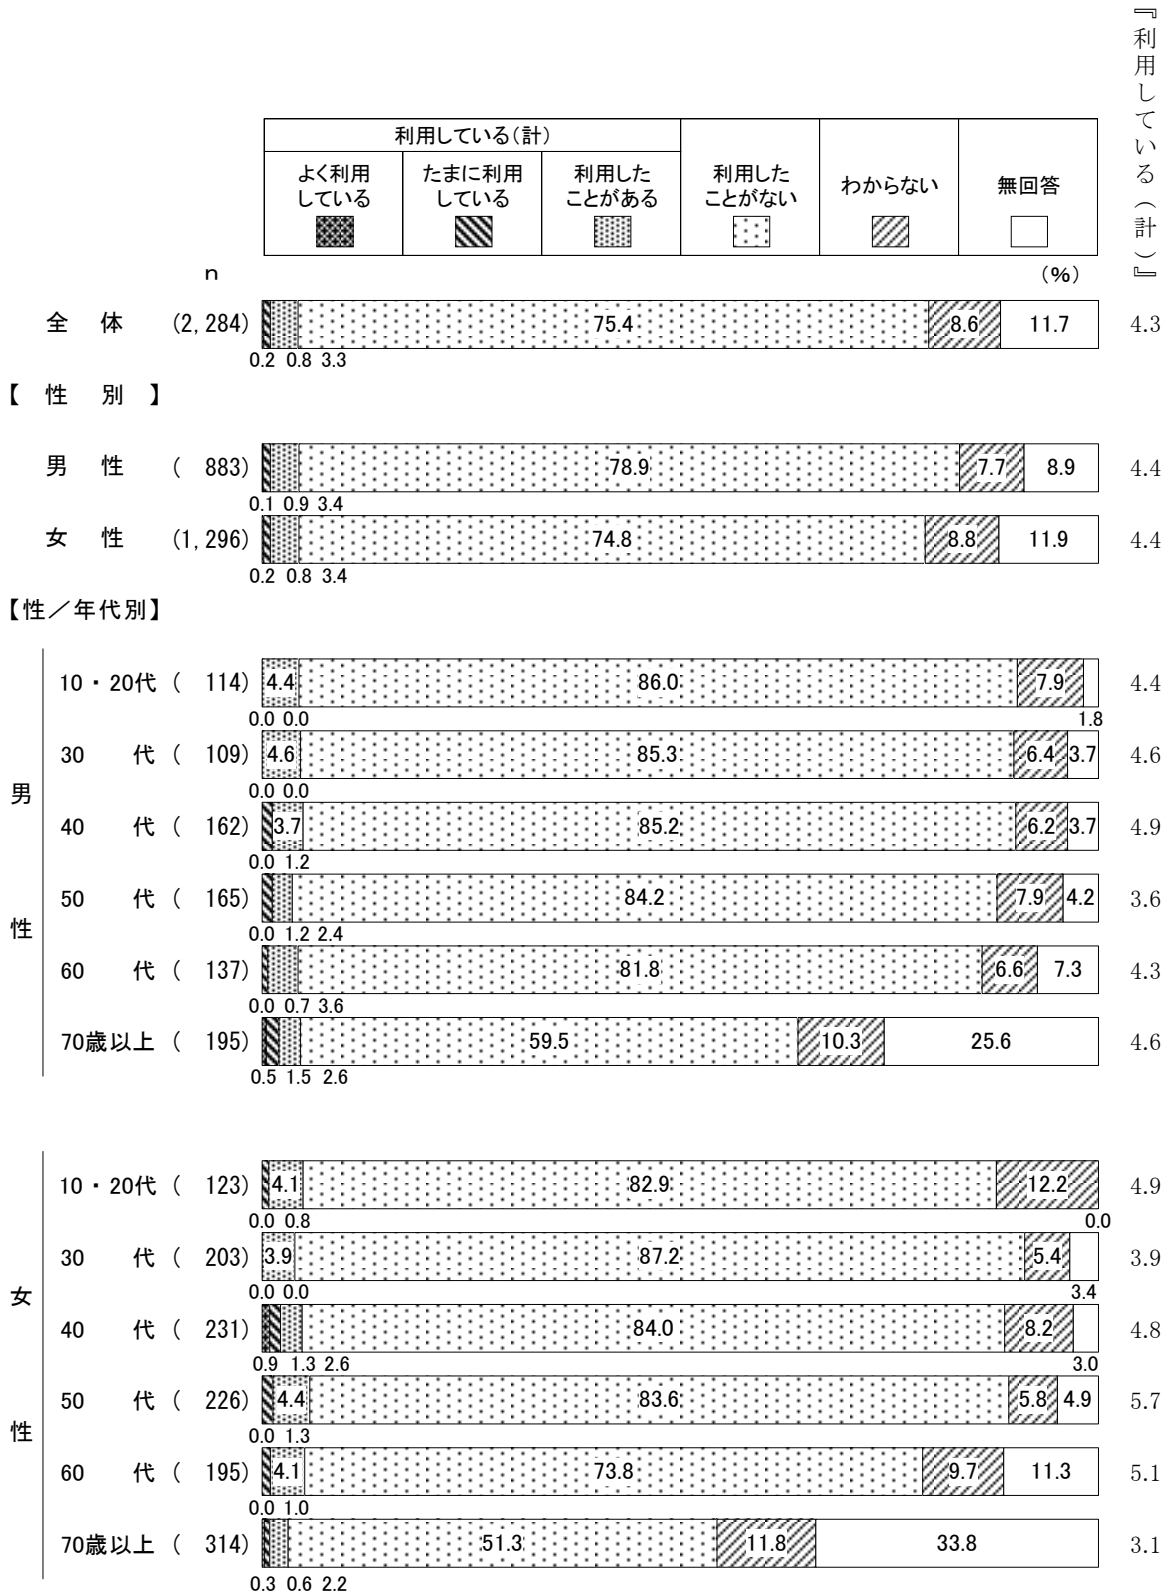 『利用している（計）』
利用している（計）
よく利用
している
たまに利用
している
利用した
ことがある
利用した
ことがない
わからない
無回答
n
（%）
全　体 (2,284) 75.4 8.6 11.7 4.3
0.2 0.8 3.3
【　性　別　】
男　性 ( 883) 78.9 7.7 8.9 4.4
0.1 0.9 3.4
女　性 (1,296) 74.8 8.8 11.9 4.4
0.2 0.8 3.4
【性／年代別】
男性
10・20代 ( 114) 4.4 86.0 7.9 4.4
0.0 0.0 1.8
30　代 ( 109) 4.6 85.3 6.4 3.7 4.6
0.0 0.0
40　代 ( 162) 3.7 85.2 6.2 3.7 4.9
0.0 1.2
50　代 ( 165) 84.2 7.9 4.2 3.6
0.0 1.2 2.4
60　代 ( 137) 81.8 6.6 7.3 4.3
0.0 0.7 3.6
70歳以上 ( 195) 59.5 10.3 25.6 4.6
0.5 1.5 2.6
女性
10・20代 ( 123) 4.1 82.9 12.2 4.9
0.0 0.8 0.0
30　代 ( 203) 3.9 87.2 5.4 3.9
0.0 0.0 3.4
40　代 ( 231) 84.0 8.2 4.8
0.9 1.3 2.6 3.0
50　代 ( 226) 4.4 83.6 5.8 4.9 5.7
0.0 1.3
60　代 ( 195) 4.1 73.8 9.7 11.3 5.1
0.0 1.0
70歳以上 ( 314) 51.3 11.8 33.8 3.1
0.3 0.6 2.2